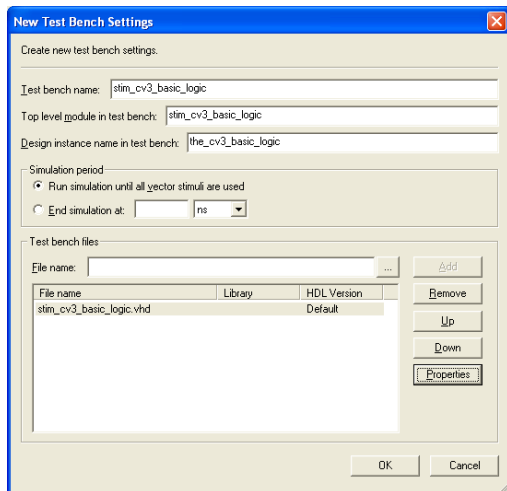 New Test Bench Settings
Create new test bench settings.
Test bench name: stim_cv3_basic_logic
Top level module in test bench: stim_cv3_basic_logic
Design instance name in test bench: the_cv3_basic_logic
Simulation period
Run simulation until all vector stimuli are used
End simulation at: ns
Test bench files
File name: ... Add
File name Library HDL Version Remove
stim_cv3_basic_logic.vhd Default
Up
Down
Properties
OK Cancel